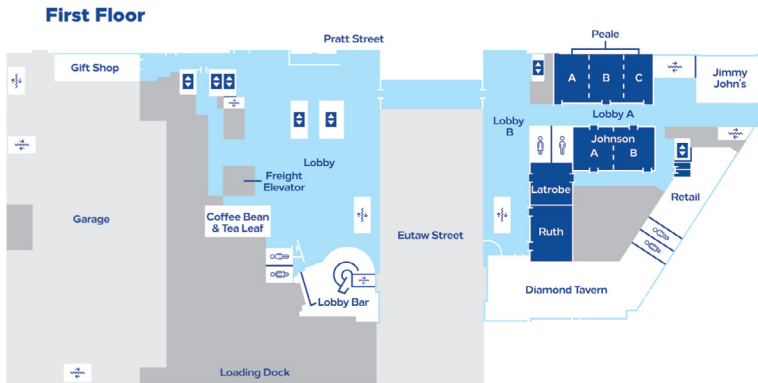 First Floor
Pratt Street
Peale
Gift Shop
A B C
Jimmy
John's
Lobby A
Lobby
B
Johnson
A B
Lobby
Freight
Elevator
Latrobe
Retail
Coffee Bean
& Tea Leaf
Garage
Eutaw Street
Ruth
Diamond Tavern
Lobby Bar
Loading Dock